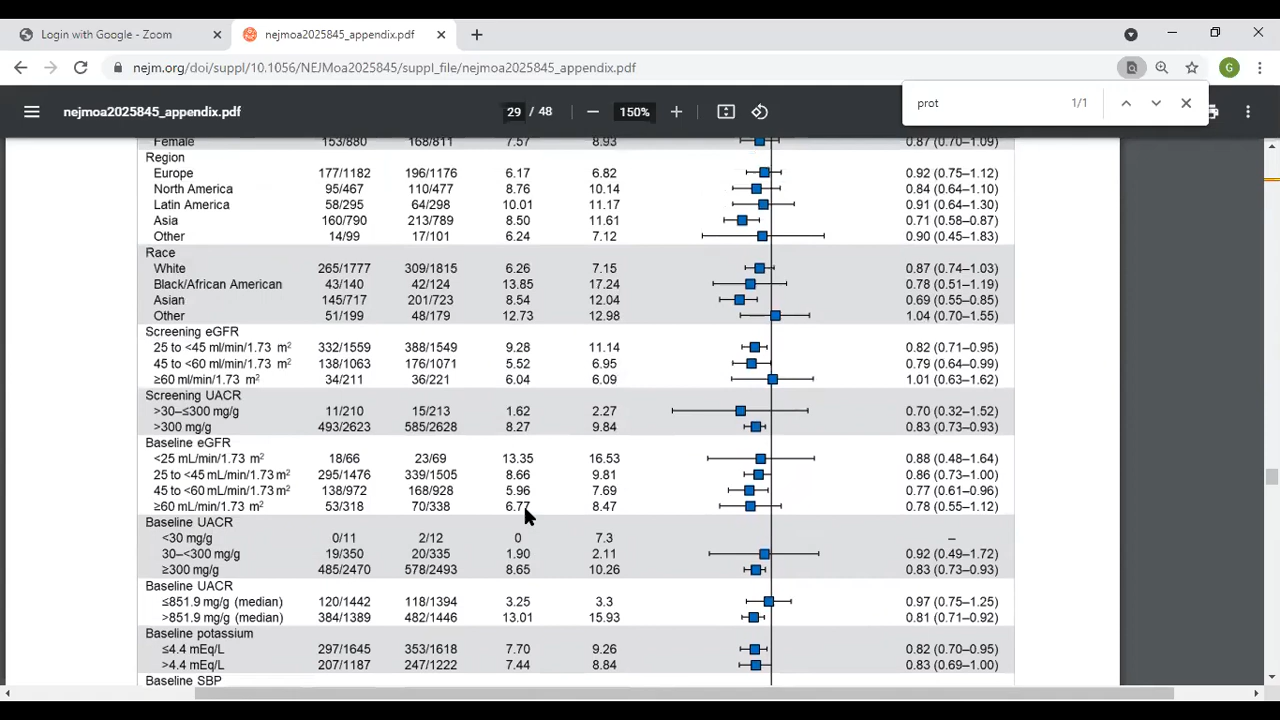 Login with Google - Zoom
nejmoa2025845_appendix.pdf
nejm.org/doi/suppl/10.1056/NEJMoa2025845/suppl_file/nejmoa2025845_appendix.pdf
G
prot 1/1
nejmoa2025845_appendix.pdf 29 / 48 150%
Female 153/880 168/811 7.57 8.93 0.87 (0.70–1.09)
Region
Europe 177/1182 196/1176 6.17 6.82 0.92 (0.75–1.12)
North America 95/467 110/477 8.76 10.14 0.84 (0.64–1.10)
Latin America 58/295 64/298 10.01 11.17 0.91 (0.64–1.30)
Asia 160/790 213/789 8.50 11.61 0.71 (0.58–0.87)
Other 14/99 17/101 6.24 7.12 0.90 (0.45–1.83)
Race
White 265/1777 309/1815 6.26 7.15 0.87 (0.74–1.03)
Black/African American 43/140 42/124 13.85 17.24 0.78 (0.51–1.19)
Asian 145/717 201/723 8.54 12.04 0.69 (0.55–0.85)
Other 51/199 48/179 12.73 12.98 1.04 (0.70–1.55)
Screening eGFR
25 to <45 ml/min/1.73 m² 332/1559 388/1549 9.28 11.14 0.82 (0.71–0.95)
45 to <60 ml/min/1.73 m² 138/1063 176/1071 5.52 6.95 0.79 (0.64–0.99)
≥60 ml/min/1.73 m² 34/211 36/221 6.04 6.09 1.01 (0.63–1.62)
Screening UACR
>30–≤300 mg/g 11/210 15/213 1.62 2.27 0.70 (0.32–1.52)
>300 mg/g 493/2623 585/2628 8.27 9.84 0.83 (0.73–0.93)
Baseline eGFR
<25 mL/min/1.73 m² 18/66 23/69 13.35 16.53 0.88 (0.48–1.64)
25 to <45 mL/min/1.73 m² 295/1476 339/1505 8.66 9.81 0.86 (0.73–1.00)
45 to <60 mL/min/1.73 m² 138/972 168/928 5.96 7.69 0.77 (0.61–0.96)
≥60 mL/min/1.73 m² 53/318 70/338 6.77 8.47 0.78 (0.55–1.12)
Baseline UACR
<30 mg/g 0/11 2/12 0 7.3 –
30–<300 mg/g 19/350 20/335 1.90 2.11 0.92 (0.49–1.72)
≥300 mg/g 485/2470 578/2493 8.65 10.26 0.83 (0.73–0.93)
Baseline UACR
≤851.9 mg/g (median) 120/1442 118/1394 3.25 3.3 0.97 (0.75–1.25)
>851.9 mg/g (median) 384/1389 482/1446 13.01 15.93 0.81 (0.71–0.92)
Baseline potassium
≤4.4 mEq/L 297/1645 353/1618 7.70 9.26 0.82 (0.70–0.95)
>4.4 mEq/L 207/1187 247/1222 7.44 8.84 0.83 (0.69–1.00)
Baseline SBP